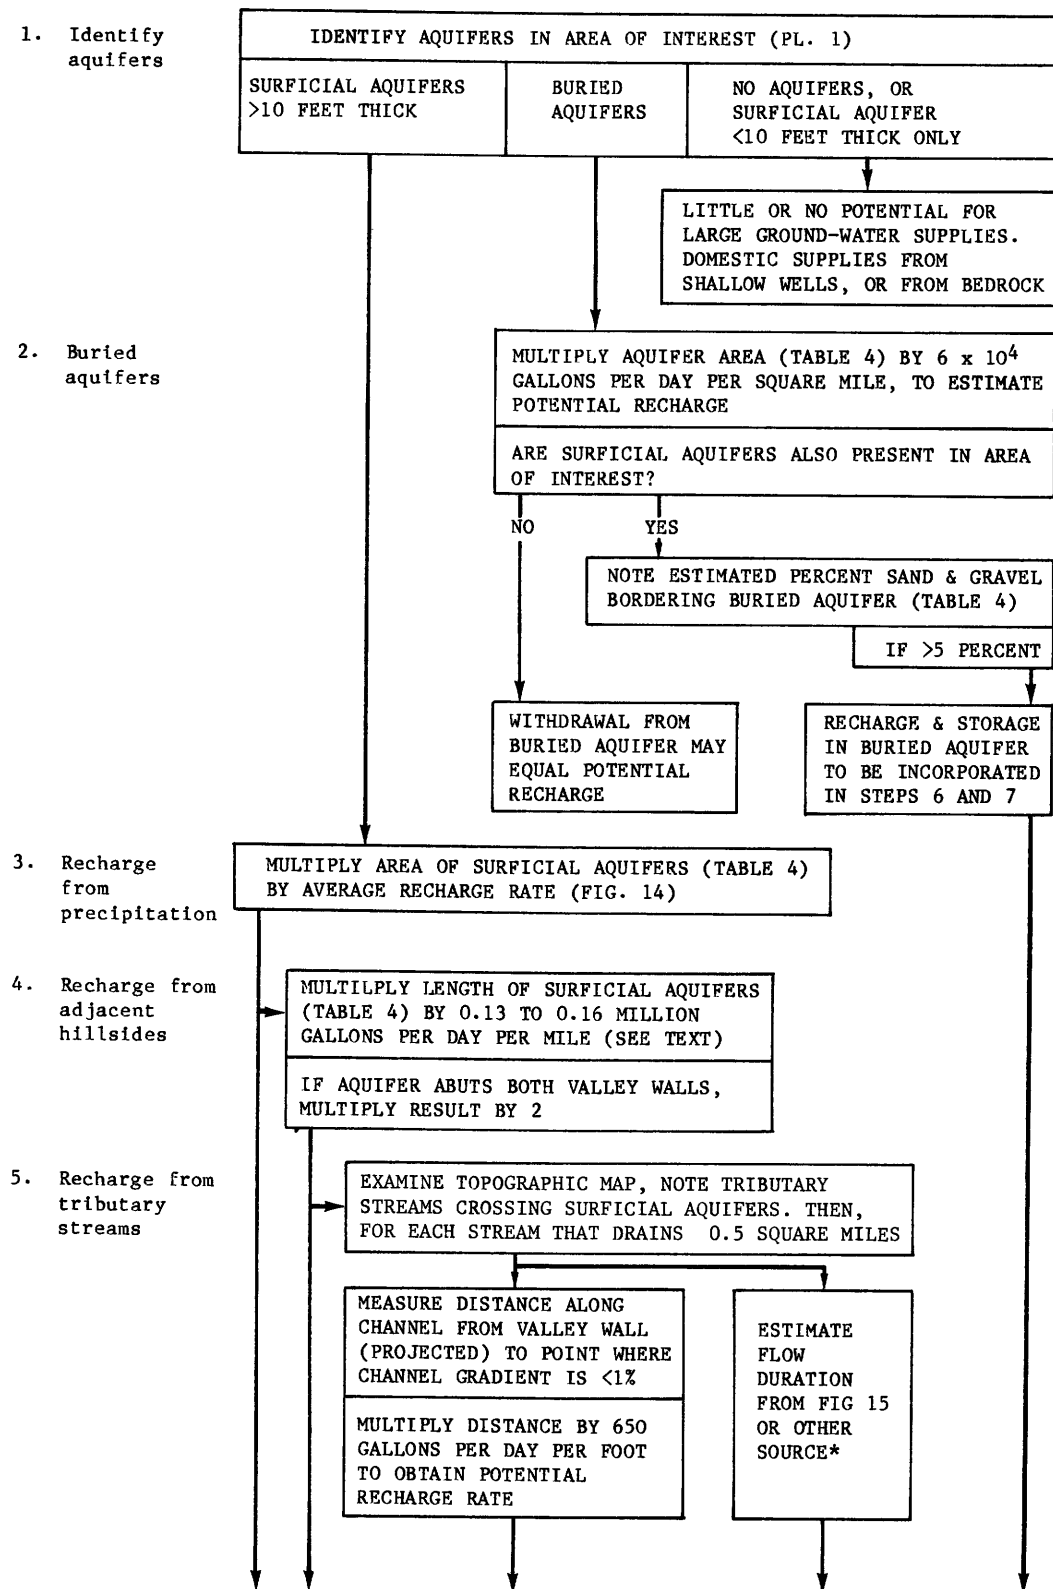 1. Identify
aquifers
IDENTIFY AQUIFERS IN AREA OF INTEREST (PL. 1)
SURFICIAL AQUIFERS
>10 FEET THICK
BURIED
AQUIFERS
NO AQUIFERS, OR
SURFICIAL AQUIFER
<10 FEET THICK ONLY
LITTLE OR NO POTENTIAL FOR
LARGE GROUND-WATER SUPPLIES.
DOMESTIC SUPPLIES FROM
SHALLOW WELLS, OR FROM BEDROCK
2. Buried
aquifers
MULTIPLY AQUIFER AREA (TABLE 4) BY 6 x 10⁴
GALLONS PER DAY PER SQUARE MILE, TO ESTIMATE
POTENTIAL RECHARGE
ARE SURFICIAL AQUIFERS ALSO PRESENT IN AREA
OF INTEREST?
NO
YES
NOTE ESTIMATED PERCENT SAND & GRAVEL
BORDERING BURIED AQUIFER (TABLE 4)
IF >5 PERCENT
WITHDRAWAL FROM
BURIED AQUIFER MAY
EQUAL POTENTIAL
RECHARGE
RECHARGE & STORAGE
IN BURIED AQUIFER
TO BE INCORPORATED
IN STEPS 6 AND 7
3. Recharge
from
precipitation
MULTIPLY AREA OF SURFICIAL AQUIFERS (TABLE 4)
BY AVERAGE RECHARGE RATE (FIG. 14)
4. Recharge from
adjacent
hillsides
MULTILPLY LENGTH OF SURFICIAL AQUIFERS
(TABLE 4) BY 0.13 TO 0.16 MILLION
GALLONS PER DAY PER MILE (SEE TEXT)
IF AQUIFER ABUTS BOTH VALLEY WALLS,
MULTIPLY RESULT BY 2
5. Recharge from
tributary
streams
EXAMINE TOPOGRAPHIC MAP, NOTE TRIBUTARY
STREAMS CROSSING SURFICIAL AQUIFERS. THEN,
FOR EACH STREAM THAT DRAINS 0.5 SQUARE MILES
MEASURE DISTANCE ALONG
CHANNEL FROM VALLEY WALL
(PROJECTED) TO POINT WHERE
CHANNEL GRADIENT IS <1%
MULTIPLY DISTANCE BY 650
GALLONS PER DAY PER FOOT
TO OBTAIN POTENTIAL
RECHARGE RATE
ESTIMATE
FLOW
DURATION
FROM FIG 15
OR OTHER
SOURCE*